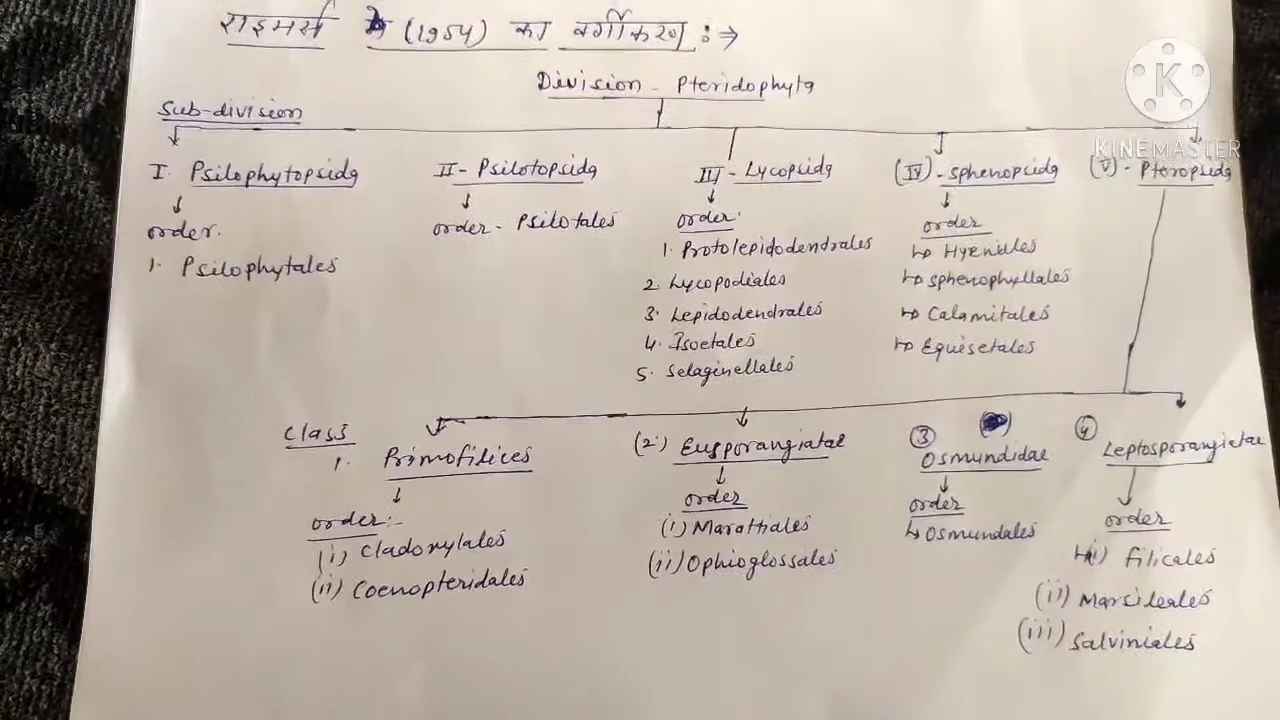 राइमर्स (1954) का वर्गीकरण :⇒
Division - Pteridophyta
Sub-division
I. Psilophytopsida
order.
1. Psilophytales
II - Psilotopsida
order - Psilotales
III - Lycopsida
order.
1. Protolepidodendrales
2. Lycopodiales
3. Lepidodendrales
4. Isoetales
5. Selaginellales
(IV) - Sphenopsida
order
↳ Hyeniales
↳ Sphenophyllales
↳ Calamitales
↳ Equisetales
(V) - Pteropsida
Class
1. Primofilices
order:-
(i) Cladoxylales
(ii) Coenopteridales
(2.) Eusporangiatae
order
(i) Marattiales
(ii) Ophioglossales
③ Osmundidae
order
↳ Osmundales
④ Leptosporangietae
order
(i) Filicales
(ii) Marsileales
(iii) Salviniales
K
KINEMASTER